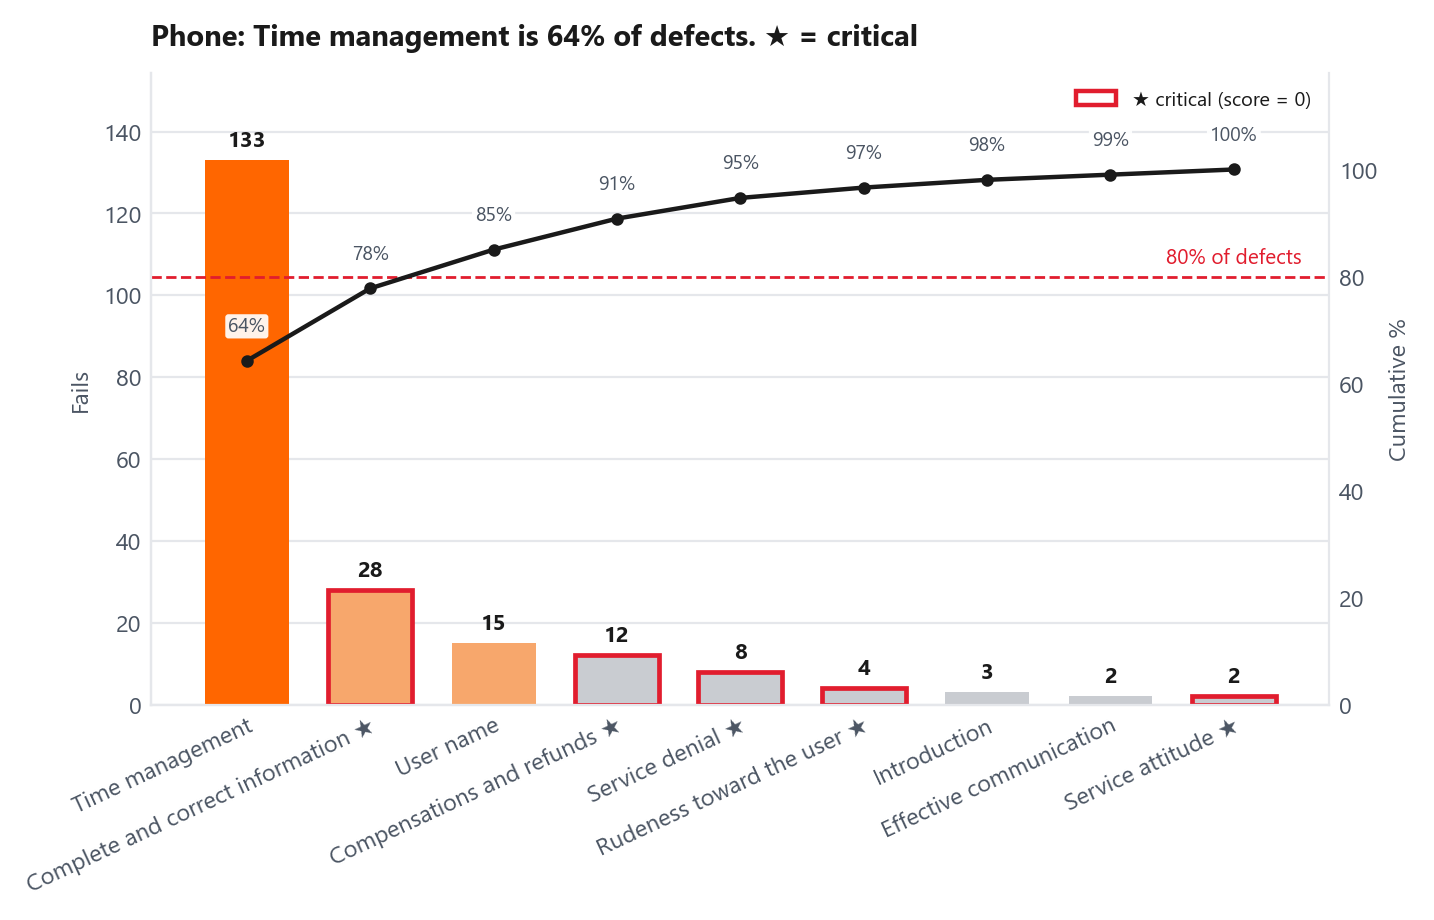 Phone: Time management is 64% of defects. ★ = critical
★ critical (score = 0)
133
28
15
12
8
4
3
2
2
64%
78%
85%
91%
95%
97%
98%
99%
100%
80% of defects
Fails
140
120
100
80
60
40
20
0
Cumulative %
100
80
60
40
20
0
Time management
Complete and correct information ★
User name
Compensations and refunds ★
Service denial ★
Rudeness toward the user ★
Introduction
Effective communication
Service attitude ★